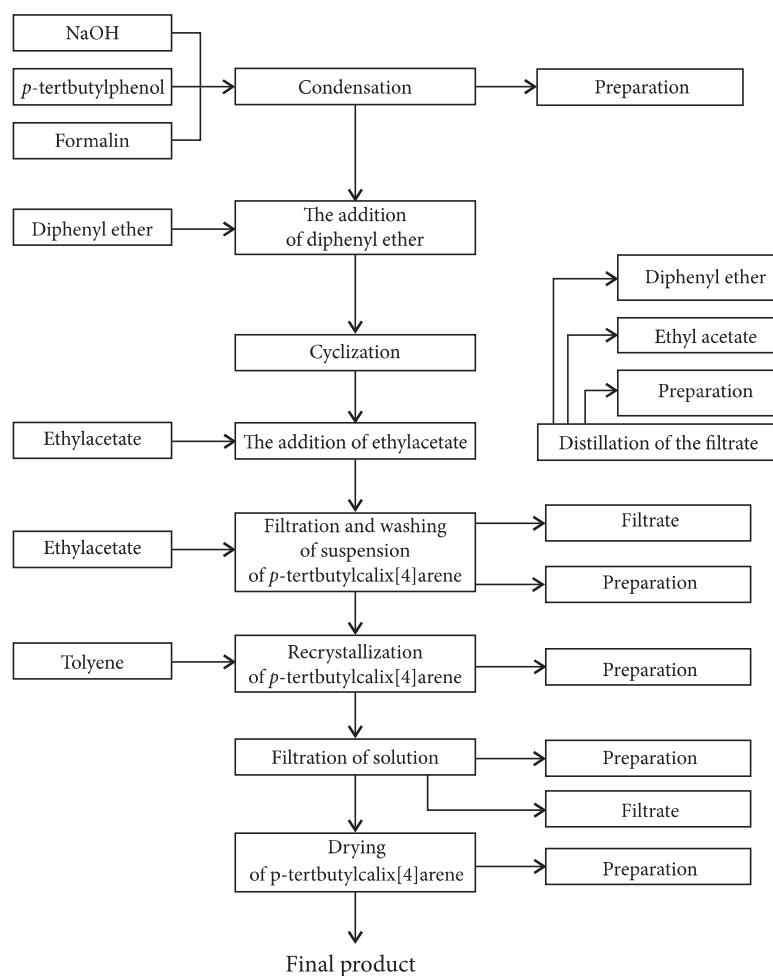 NaOH
p-tertbutylphenol
Formalin
Condensation
Preparation
Diphenyl ether
The addition
of diphenyl ether
Cyclization
Diphenyl ether
Ethyl acetate
Preparation
Distillation of the filtrate
Ethylacetate
The addition of ethylacetate
Ethylacetate
Filtration and washing
of suspension
of p-tertbutylcalix[4]arene
Filtrate
Preparation
Tolyene
Recrystallization
of p-tertbutylcalix[4]arene
Preparation
Filtration of solution
Preparation
Filtrate
Drying
of p-tertbutylcalix[4]arene
Preparation
Final product